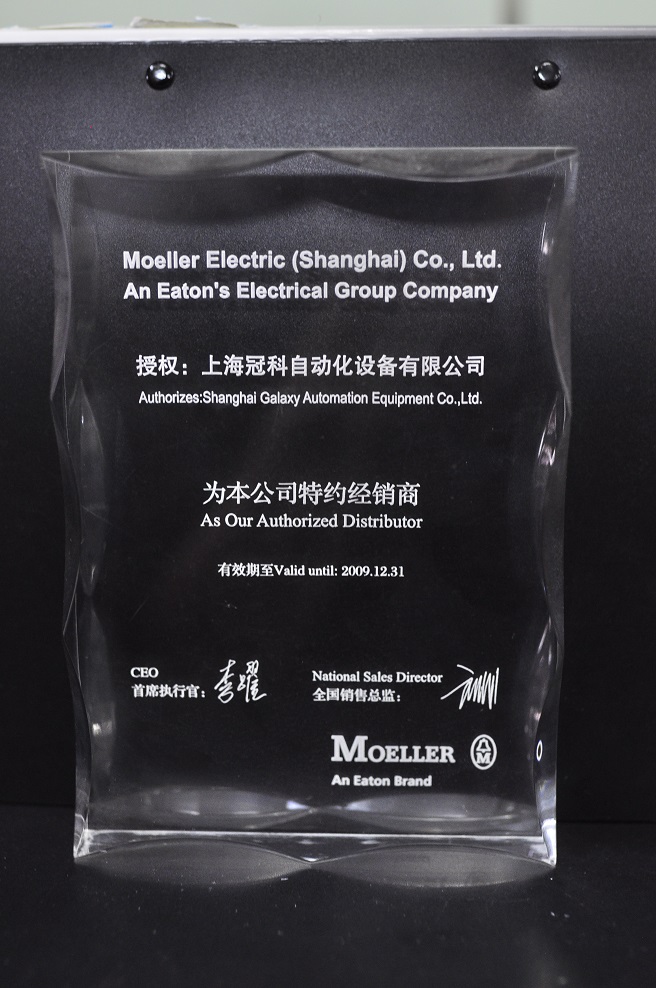 Moeller Electric (Shanghai) Co., Ltd.
An Eaton's Electrical Group Company
授权：上海冠科自动化设备有限公司
Authorizes:Shanghai Galaxy Automation Equipment Co.,Ltd.
为本公司特约经销商
As Our Authorized Distributor
有效期至Valid until: 2009.12.31
CEO
首席执行官：
National Sales Director
全国销售总监：
MOELLER
An Eaton Brand